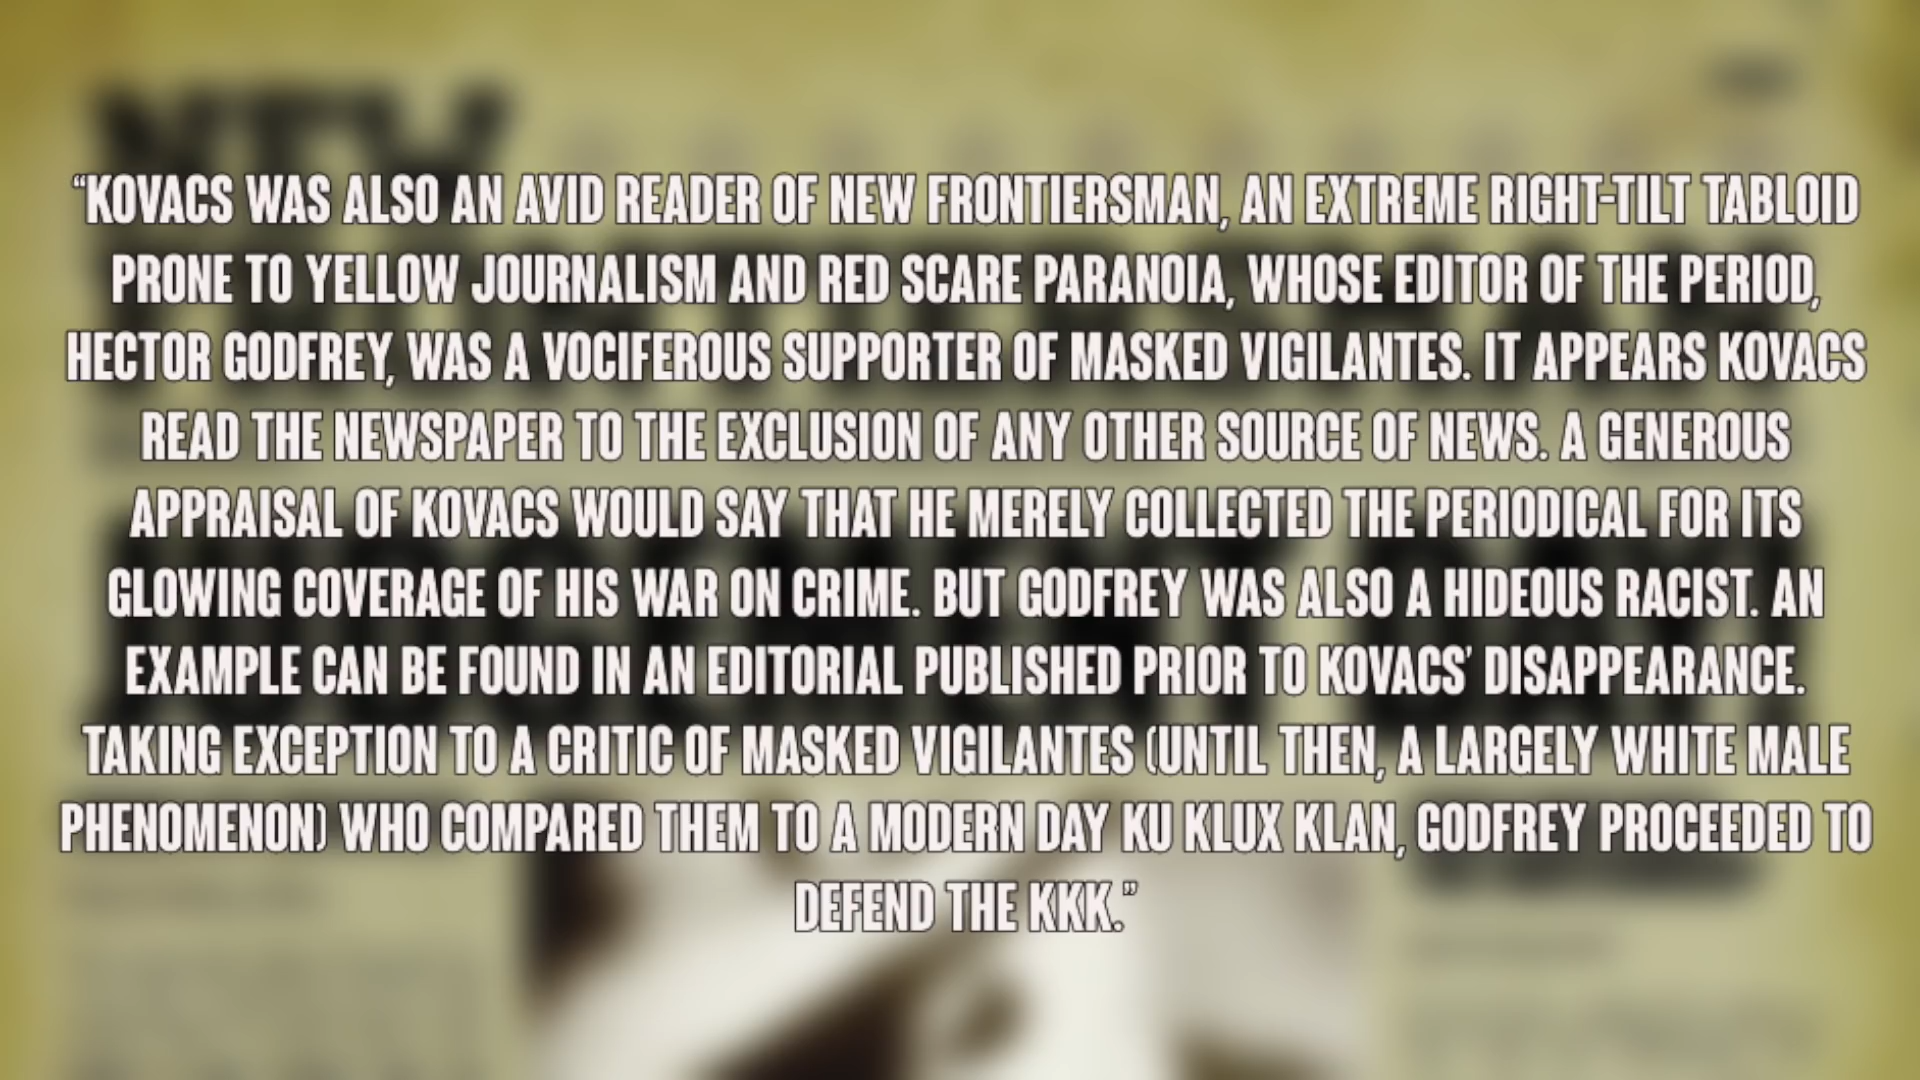 “KOVACS WAS ALSO AN AVID READER OF NEW FRONTIERSMAN, AN EXTREME RIGHT-TILT TABLOID
PRONE TO YELLOW JOURNALISM AND RED SCARE PARANOIA, WHOSE EDITOR OF THE PERIOD,
HECTOR GODFREY, WAS A VOCIFEROUS SUPPORTER OF MASKED VIGILANTES. IT APPEARS KOVACS
READ THE NEWSPAPER TO THE EXCLUSION OF ANY OTHER SOURCE OF NEWS. A GENEROUS
APPRAISAL OF KOVACS WOULD SAY THAT HE MERELY COLLECTED THE PERIODICAL FOR ITS
GLOWING COVERAGE OF HIS WAR ON CRIME. BUT GODFREY WAS ALSO A HIDEOUS RACIST. AN
EXAMPLE CAN BE FOUND IN AN EDITORIAL PUBLISHED PRIOR TO KOVACS’ DISAPPEARANCE.
TAKING EXCEPTION TO A CRITIC OF MASKED VIGILANTES (UNTIL THEN, A LARGELY WHITE MALE
PHENOMENON) WHO COMPARED THEM TO A MODERN DAY KU KLUX KLAN, GODFREY PROCEEDED TO
DEFEND THE KKK.”